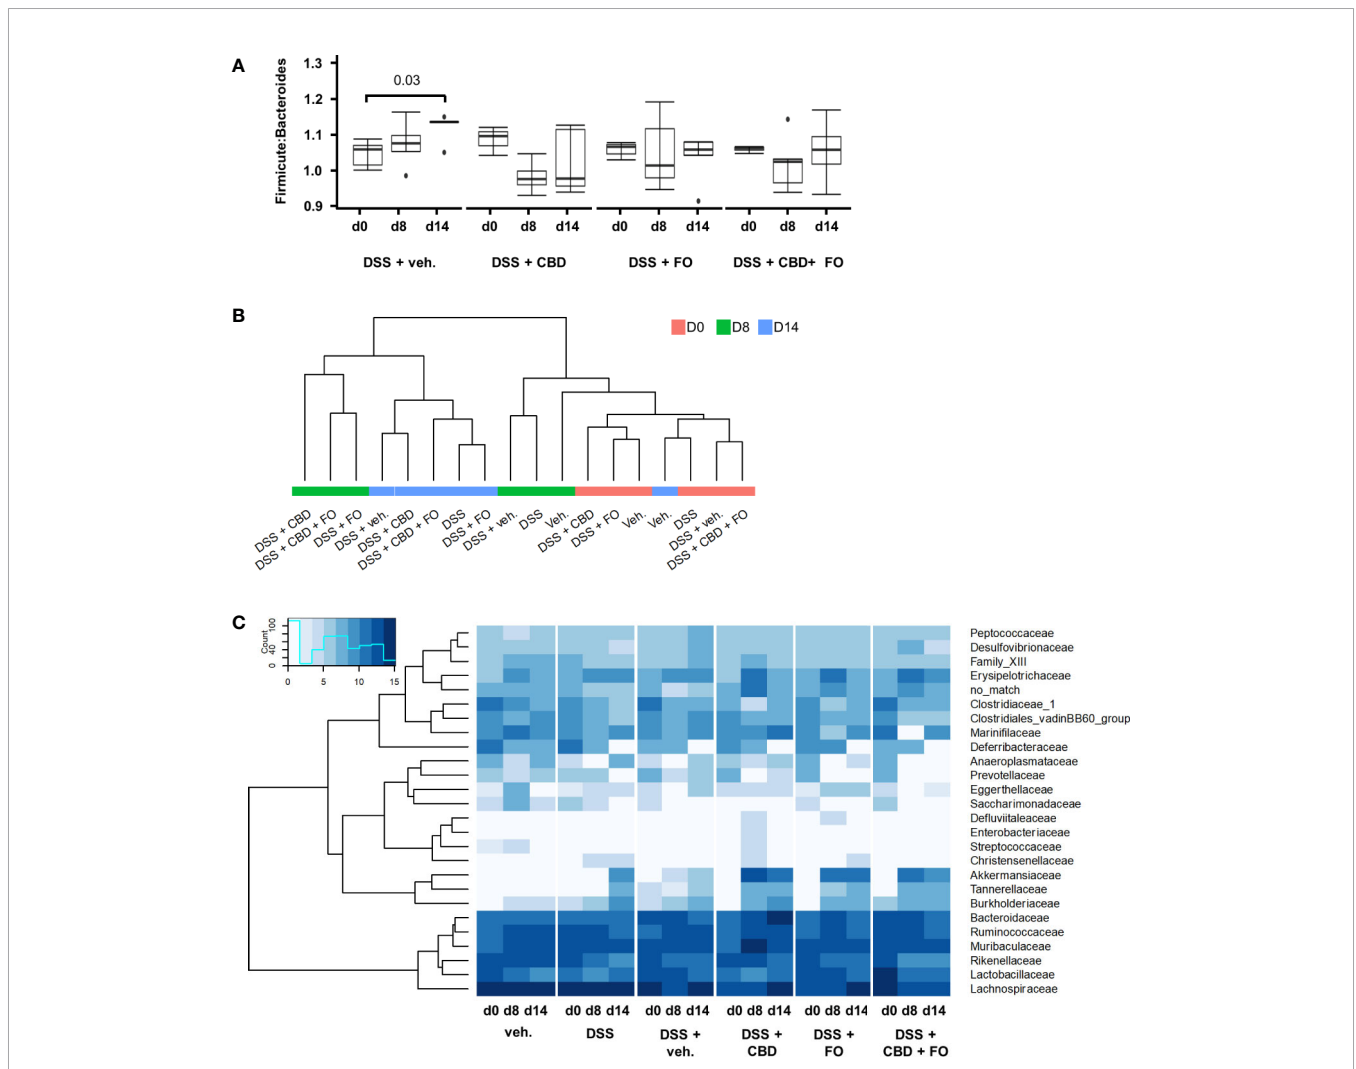 A
Firmicute:Bacteroides
1.3
1.2
1.1
1.0
0.9
0.03
d0 d8 d14 d0 d8 d14 d0 d8 d14 d0 d8 d14
DSS + veh. DSS + CBD DSS + FO DSS + CBD+ FO
B
D0 D8 D14
DSS + CBD
DSS + CBD + FO
DSS + FO
DSS + veh.
DSS + CBD
DSS + CBD + FO
DSS
DSS + FO
DSS + veh.
DSS
Veh.
DSS + CBD
DSS + FO
Veh.
Veh.
DSS
DSS + veh.
DSS + CBD + FO
C
Count
0 40 100
0 5 10 15
Peptococcaceae
Desulfovibrionaceae
Family_XIII
Erysipelotrichaceae
no_match
Clostridiaceae_1
Clostridiales_vadinBB60_group
Marinifilaceae
Deferribacteraceae
Anaeroplasmataceae
Prevotellaceae
Eggerthellaceae
Saccharimonadaceae
Defluviitaleaceae
Enterobacteriaceae
Streptococcaceae
Christensenellaceae
Akkermansiaceae
Tannerellaceae
Burkholderiaceae
Bacteroidaceae
Ruminococcaceae
Muribaculaceae
Rikenellaceae
Lactobacillaceae
Lachnospiraceae
d0 d8 d14 d0 d8 d14 d0 d8 d14 d0 d8 d14 d0 d8 d14 d0 d8 d14
veh. DSS DSS + DSS + DSS + DSS +
veh. CBD FO CBD + FO